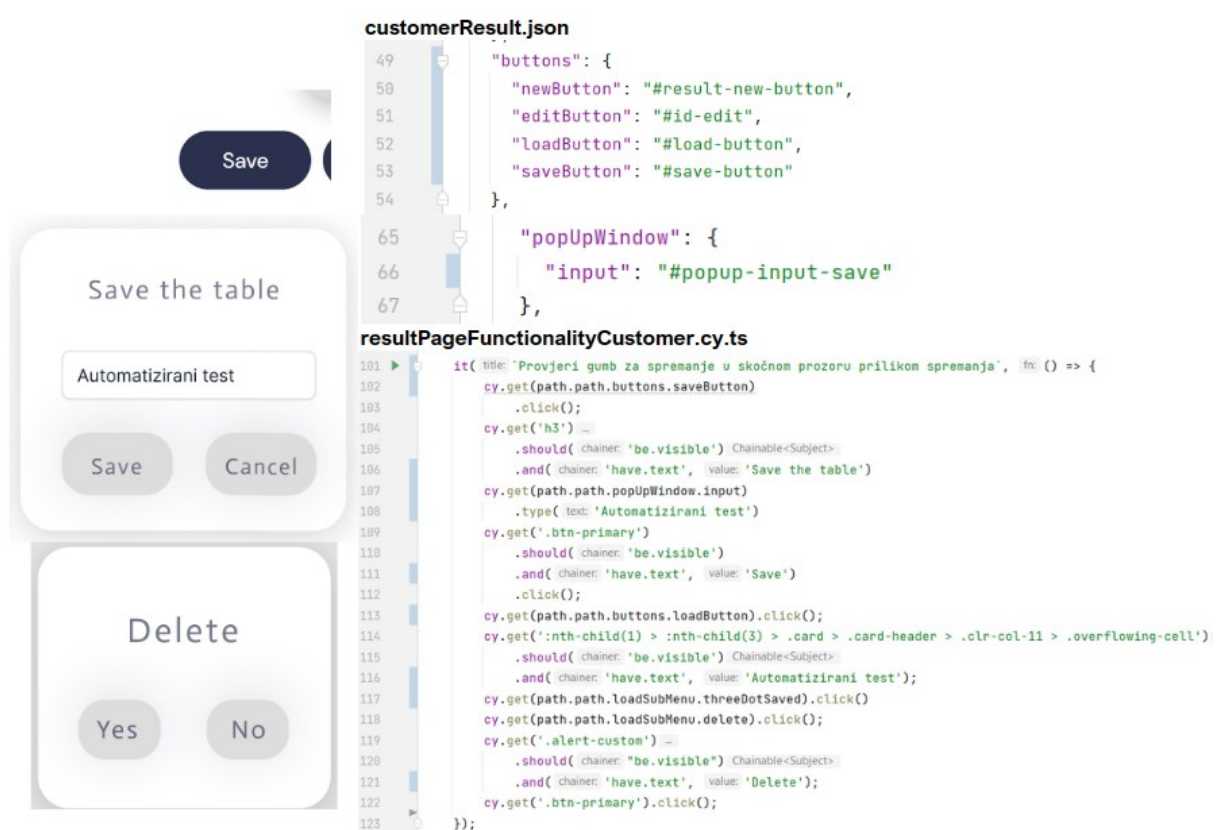 customerResult.json
49 "buttons": {
50 "newButton": "#result-new-button",
51 "editButton": "#id-edit",
52 "loadButton": "#load-button",
53 "saveButton": "#save-button"
54 },
65 "popUpWindow": {
66 "input": "#popup-input-save"
67 },
Save
Save the table
Automatizirani test
Save Cancel
Delete
Yes No
resultPageFunctionalityCustomer.cy.ts
101 it( title: `Provjeri gumb za spremanje u skočnom prozoru prilikom spremanja`, fn: () => {
102 cy.get(path.path.buttons.saveButton)
103 .click();
104 cy.get('h3') …
105 .should( chainer: 'be.visible') Chainable<Subject>
106 .and( chainer: 'have.text', value: 'Save the table')
107 cy.get(path.path.popUpWindow.input)
108 .type( text: 'Automatizirani test')
109 cy.get('.btn-primary')
110 .should( chainer: 'be.visible')
111 .and( chainer: 'have.text', value: 'Save')
112 .click();
113 cy.get(path.path.buttons.loadButton).click();
114 cy.get(':nth-child(1) > :nth-child(3) > .card > .card-header > .clr-col-11 > .overflowing-cell')
115 .should( chainer: 'be.visible') Chainable<Subject>
116 .and( chainer: 'have.text', value: 'Automatizirani test');
117 cy.get(path.path.loadSubMenu.threeDotSaved).click()
118 cy.get(path.path.loadSubMenu.delete).click();
119 cy.get('.alert-custom') …
120 .should( chainer: "be.visible") Chainable<Subject>
121 .and( chainer: 'have.text', value: 'Delete');
122 cy.get('.btn-primary').click();
123 });